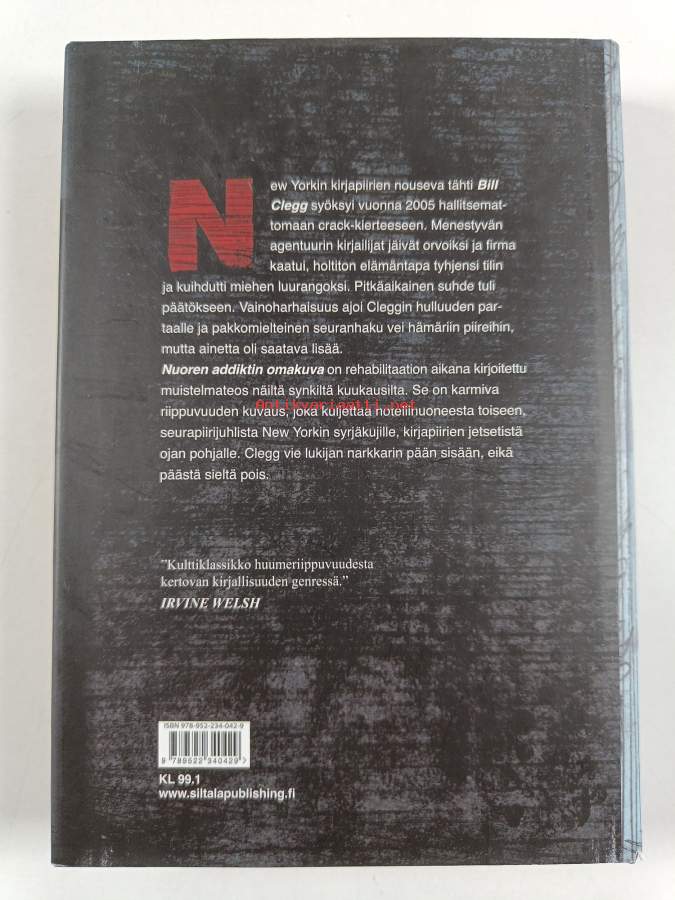 New Yorkin kirjapiirien nouseva tähti Bill
Clegg syöksyi vuonna 2005 hallitsemat-
tomaan crack-kierteeseen. Menestyvän
agentuurin kirjailijat jäivät orvoiksi ja firma
kaatui, holtiton elämäntapa tyhjensi tilin
ja kuihdutti miehen luurangoksi. Pitkäaikainen suhde tuli
päätökseen. Vainoharhaisuus ajoi Cleggin hulluuden par-
taalle ja pakkomielteinen seuranhaku vei hämäriin piireihin,
mutta ainetta oli saatava lisää.
Nuoren addiktin omakuva on rehabilitaation aikana kirjoitettu
muistelmateos näiltä synkiltä kuukausilta. Se on karmiva
Antikvariaatti.net
riippuvuuden kuvaus, joka kuljettaa hotellihuoneesta toiseen,
seurapiirijuhlista New Yorkin syrjäkujille, kirjapiirien jetsetistä
ojan pohjalle. Clegg vie lukijan narkkarin pään sisään, eikä
päästä sieltä pois.
”Kulttiklassikko huumeriippuvuudesta
kertovan kirjallisuuden genressä.”
IRVINE WELSH
ISBN 978-952-234-042-9
9 789522 340429 >
KL 99.1
www.siltalapublishing.fi